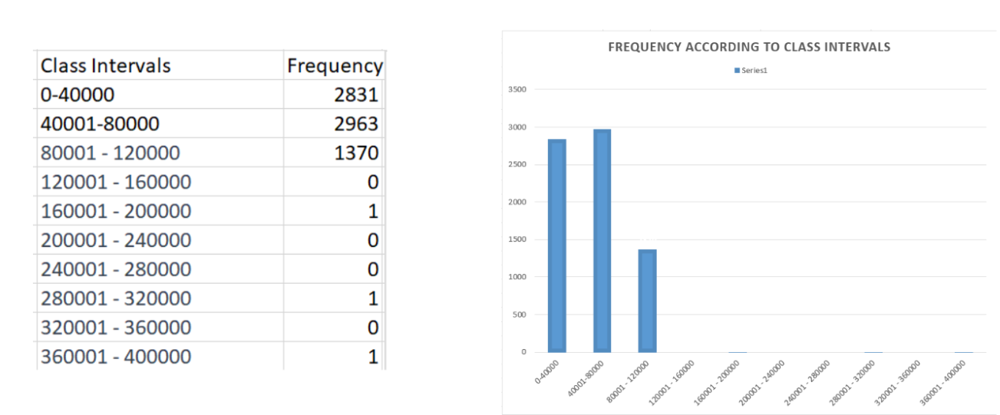 Class Intervals Frequency
0-40000 2831
40001-80000 2963
80001 - 120000 1370
120001 - 160000 0
160001 - 200000 1
200001 - 240000 0
240001 - 280000 0
280001 - 320000 1
320001 - 360000 0
360001 - 400000 1
FREQUENCY ACCORDING TO CLASS INTERVALS
Series1
3500
3000
2500
2000
1500
1000
500
0
0-40000
40001-80000
80001 - 120000
120001 - 160000
160001 - 200000
200001 - 240000
240001 - 280000
280001 - 320000
320001 - 360000
360001 - 400000